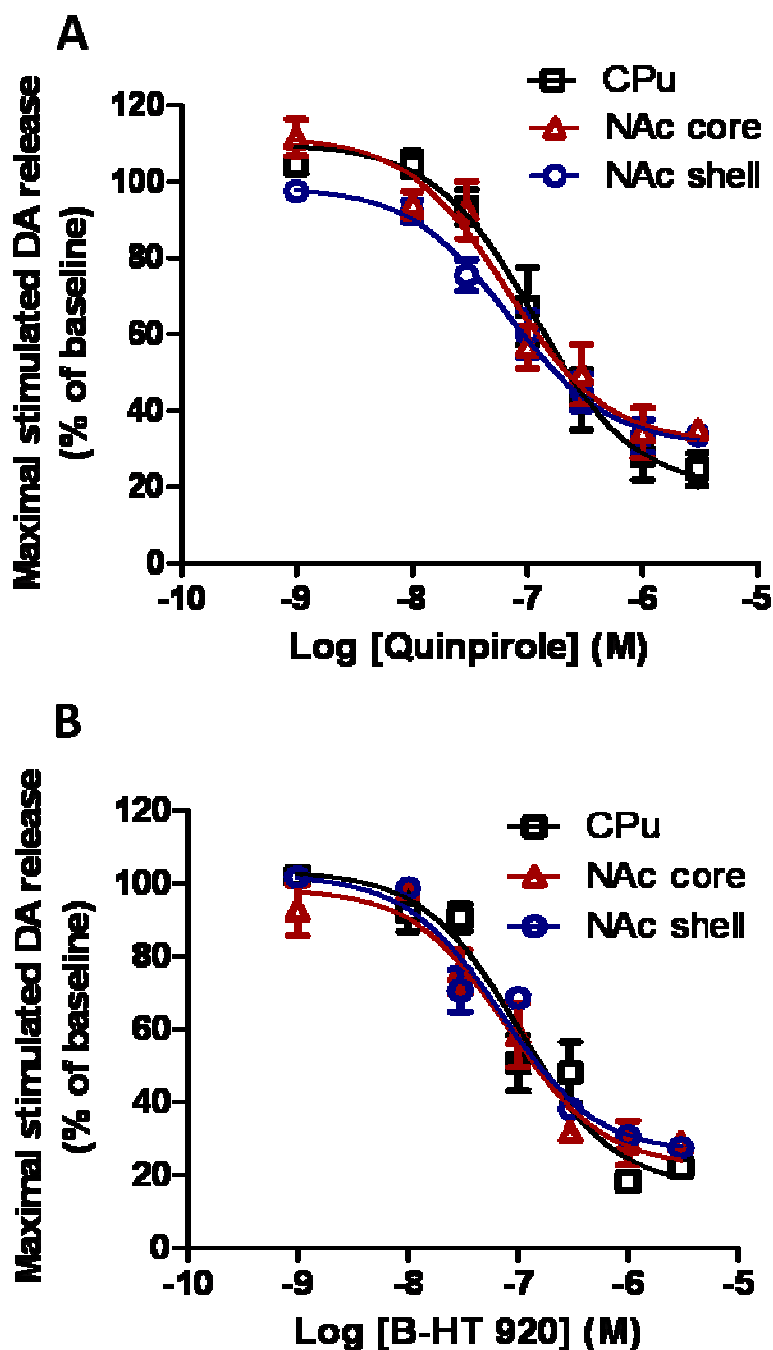 A
CPu
NAc core
NAc shell
Maximal stimulated DA release
(% of baseline)
120
100
80
60
40
20
0
-10
-9
-8
-7
-6
-5
Log [Quinpirole] (M)
B
CPu
NAc core
NAc shell
Maximal stimulated DA release
(% of baseline)
120
100
80
60
40
20
0
-10
-9
-8
-7
-6
-5
Log [B-HT 920] (M)